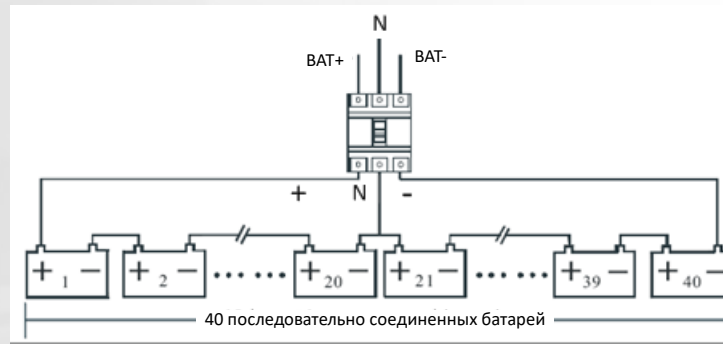 N
BAT+ BAT-
+ N -
+ 1 - + 2 - ...... + 20 - + 21 - ...... + 39 - + 40 -
40 последовательно соединенных батарей